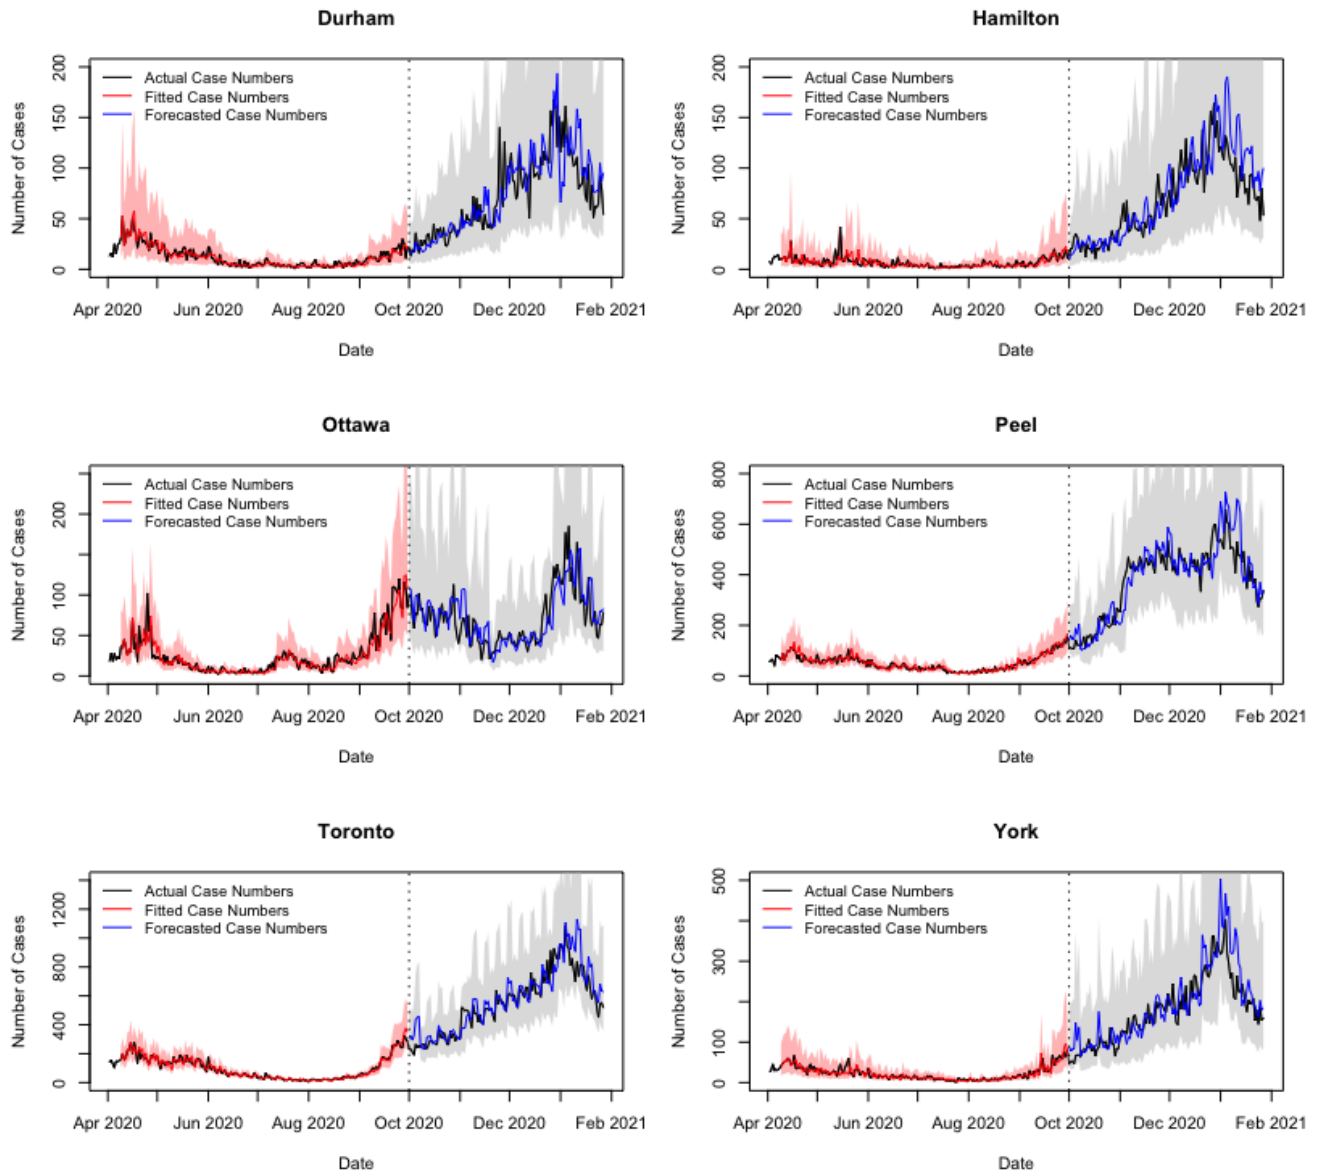 Durham
Number of Cases
0 50 100 150 200
Actual Case Numbers
Fitted Case Numbers
Forecasted Case Numbers
Apr 2020 Jun 2020 Aug 2020 Oct 2020 Dec 2020 Feb 2021
Date
Hamilton
Number of Cases
0 50 100 150 200
Actual Case Numbers
Fitted Case Numbers
Forecasted Case Numbers
Apr 2020 Jun 2020 Aug 2020 Oct 2020 Dec 2020 Feb 2021
Date
Ottawa
Number of Cases
0 50 100 200
Actual Case Numbers
Fitted Case Numbers
Forecasted Case Numbers
Apr 2020 Jun 2020 Aug 2020 Oct 2020 Dec 2020 Feb 2021
Date
Peel
Number of Cases
0 200 400 600 800
Actual Case Numbers
Fitted Case Numbers
Forecasted Case Numbers
Apr 2020 Jun 2020 Aug 2020 Oct 2020 Dec 2020 Feb 2021
Date
Toronto
Number of Cases
0 400 800 1200
Actual Case Numbers
Fitted Case Numbers
Forecasted Case Numbers
Apr 2020 Jun 2020 Aug 2020 Oct 2020 Dec 2020 Feb 2021
Date
York
Number of Cases
0 100 300 500
Actual Case Numbers
Fitted Case Numbers
Forecasted Case Numbers
Apr 2020 Jun 2020 Aug 2020 Oct 2020 Dec 2020 Feb 2021
Date